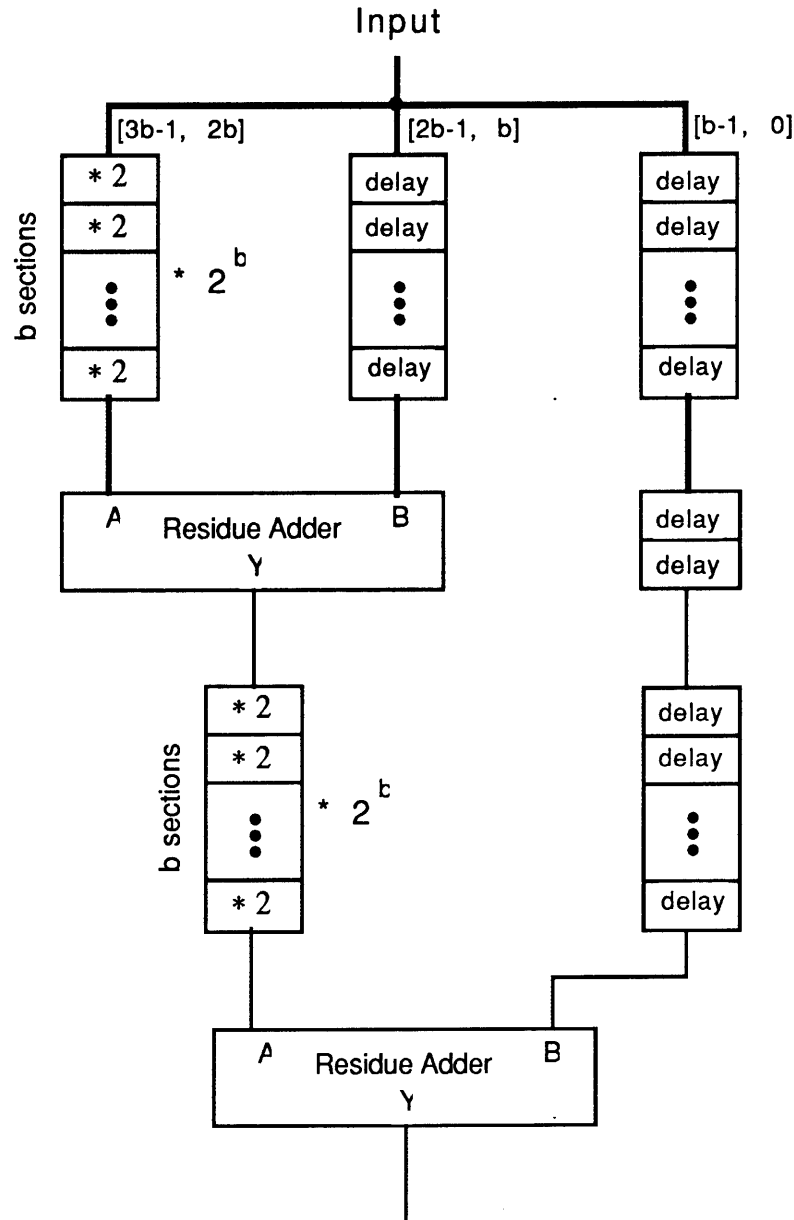 Input
[3b-1, 2b]
[2b-1, b]
[b-1, 0]
* 2
delay
delay
* 2
delay
delay
b sections
* 2 b
* 2
delay
delay
A
B
Residue Adder
Y
delay
delay
* 2
delay
* 2
delay
b sections
* 2 b
* 2
delay
A
B
Residue Adder
Y